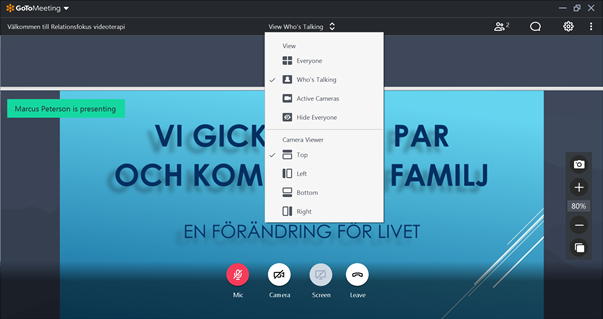 GoToMeeting
Välkommen till Relationsfokus videoterapi
View Who's Talking
2
View
Everyone
Who's Talking
Active Cameras
Hide Everyone
Camera Viewer
Top
Left
Bottom
Right
Marcus Peterson is presenting
VI GICK PAR
OCH KOM FAMILJ
EN FÖRÄNDRING FÖR LIVET
80%
Mic
Camera
Screen
Leave